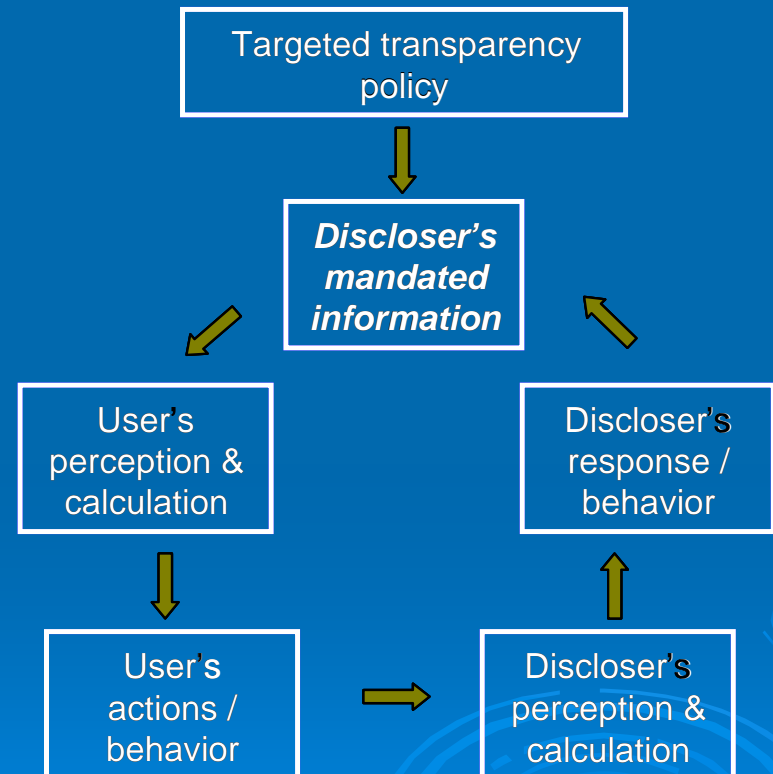 Targeted transparency
policy
Discloser’s
mandated
information
User’s
perception &
calculation
Discloser’s
response /
behavior
User’s
actions /
behavior
Discloser’s
perception &
calculation